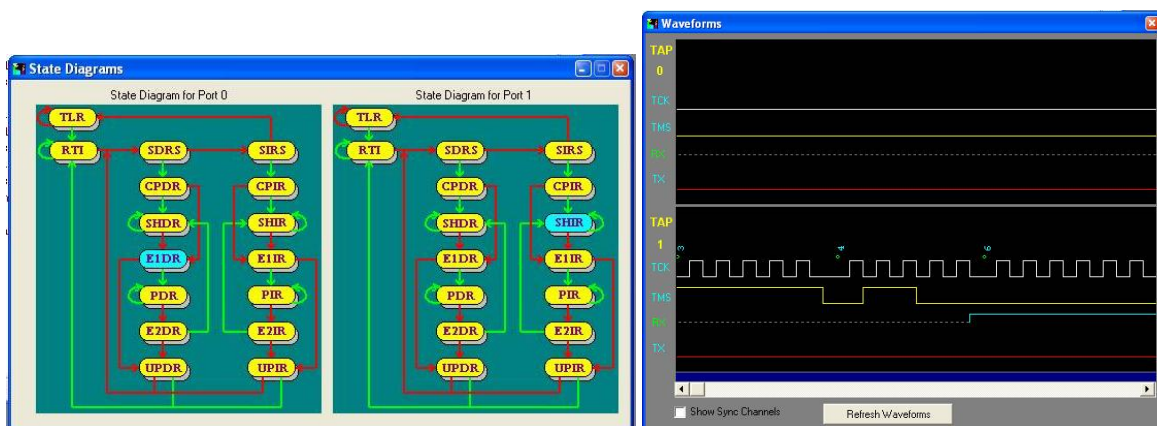 State Diagrams
State Diagram for Port 0
TLR
RTI SDRS SIRS
CPDR CPIR
SHDR SHIR
E1DR E1IR
PDR PIR
E2DR E2IR
UPDR UPIR
State Diagram for Port 1
TLR
RTI SDRS SIRS
CPDR CPIR
SHDR SHIR
E1DR E1IR
PDR PIR
E2DR E2IR
UPDR UPIR
Waveforms
TAP
0
TCK
TMS
RX
TX
TAP
1
3 4 6
TCK
TMS
RX
TX
Show Sync Channels
Refresh Waveforms